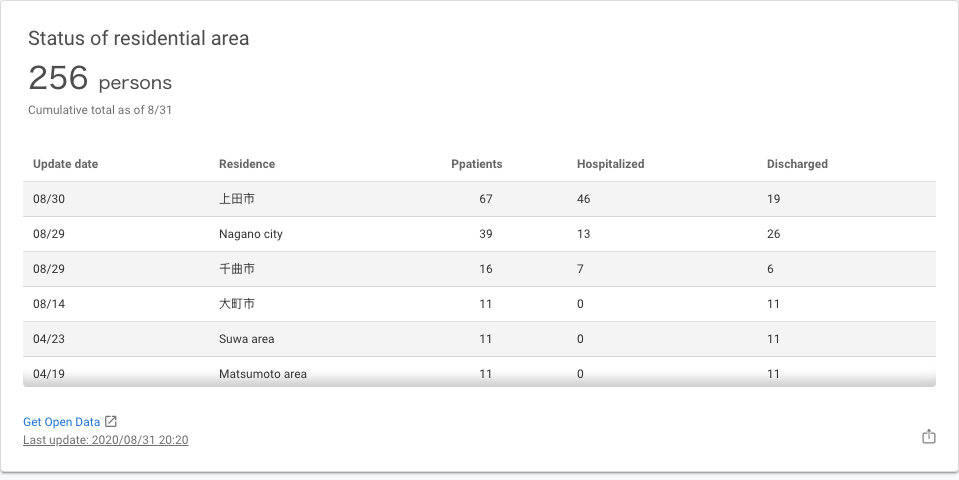 Status of residential area
256 persons
Cumulative total as of 8/31
Update date Residence Ppatients Hospitalized Discharged
08/30 上田市 67 46 19
08/29 Nagano city 39 13 26
08/29 千曲市 16 7 6
08/14 大町市 11 0 11
04/23 Suwa area 11 0 11
04/19 Matsumoto area 11 0 11
Get Open Data
Last update: 2020/08/31 20:20